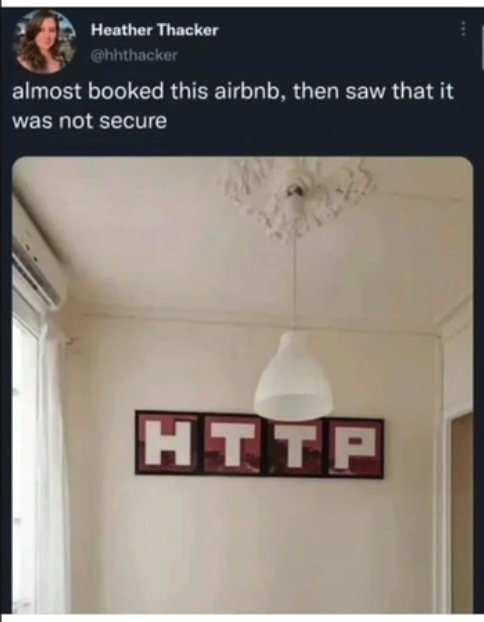 Heather Thacker
@hhthacker
almost booked this airbnb, then saw that it
was not secure
HTTP